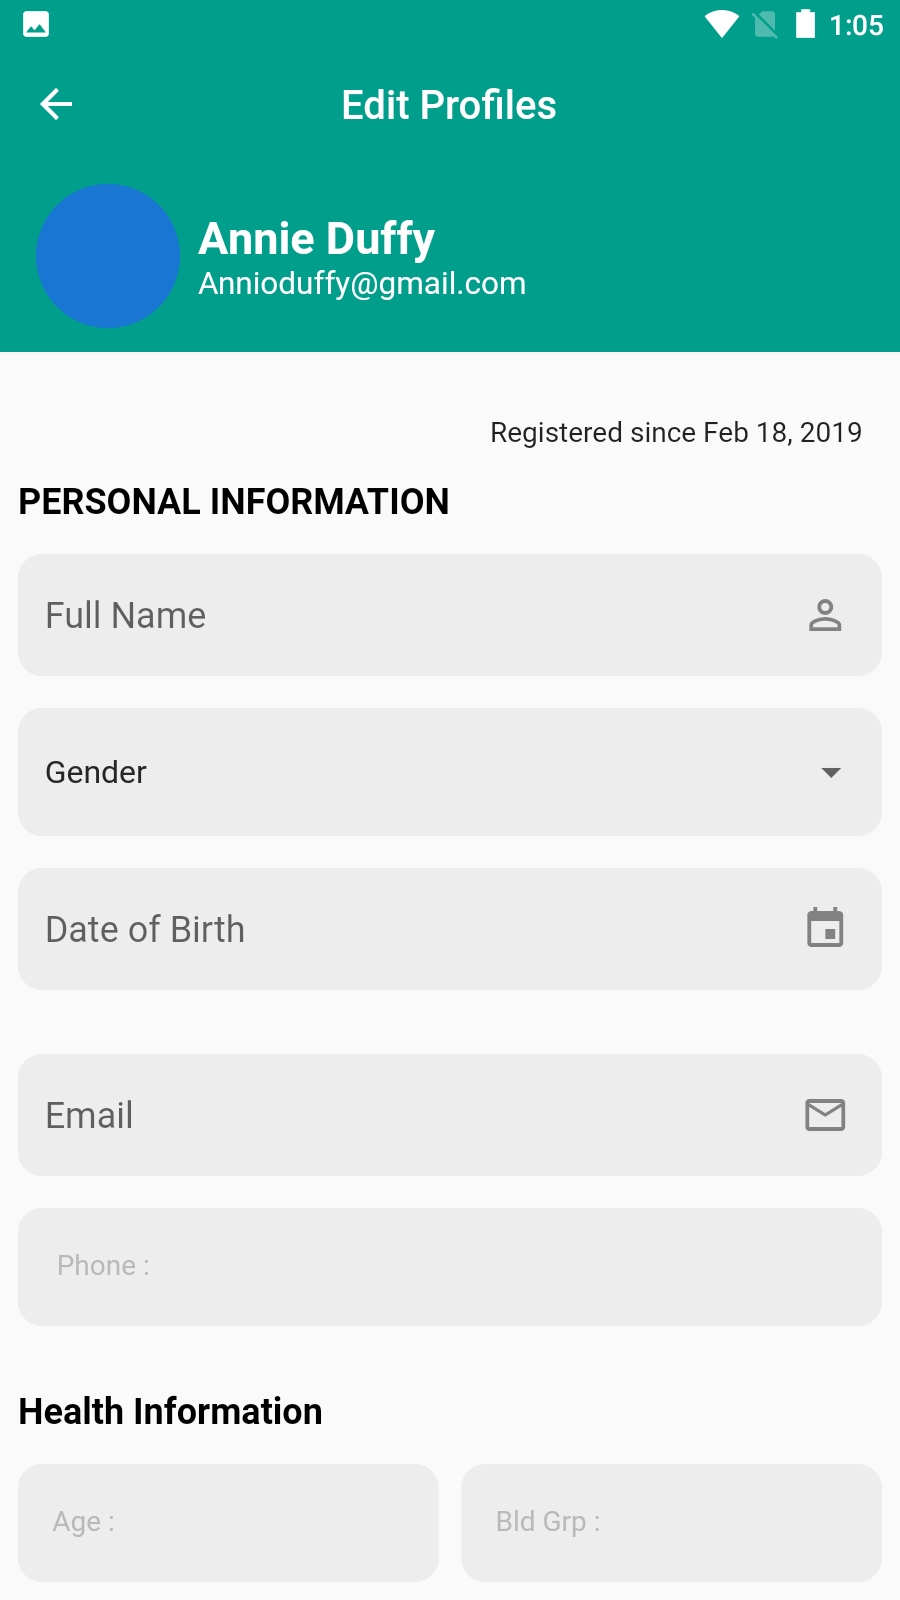 1:05
Edit Profiles
Annie Duffy
Annioduffy@gmail.com
Registered since Feb 18, 2019
PERSONAL INFORMATION
Full Name
Gender
Date of Birth
Email
Phone :
Health Information
Age :
Bld Grp :